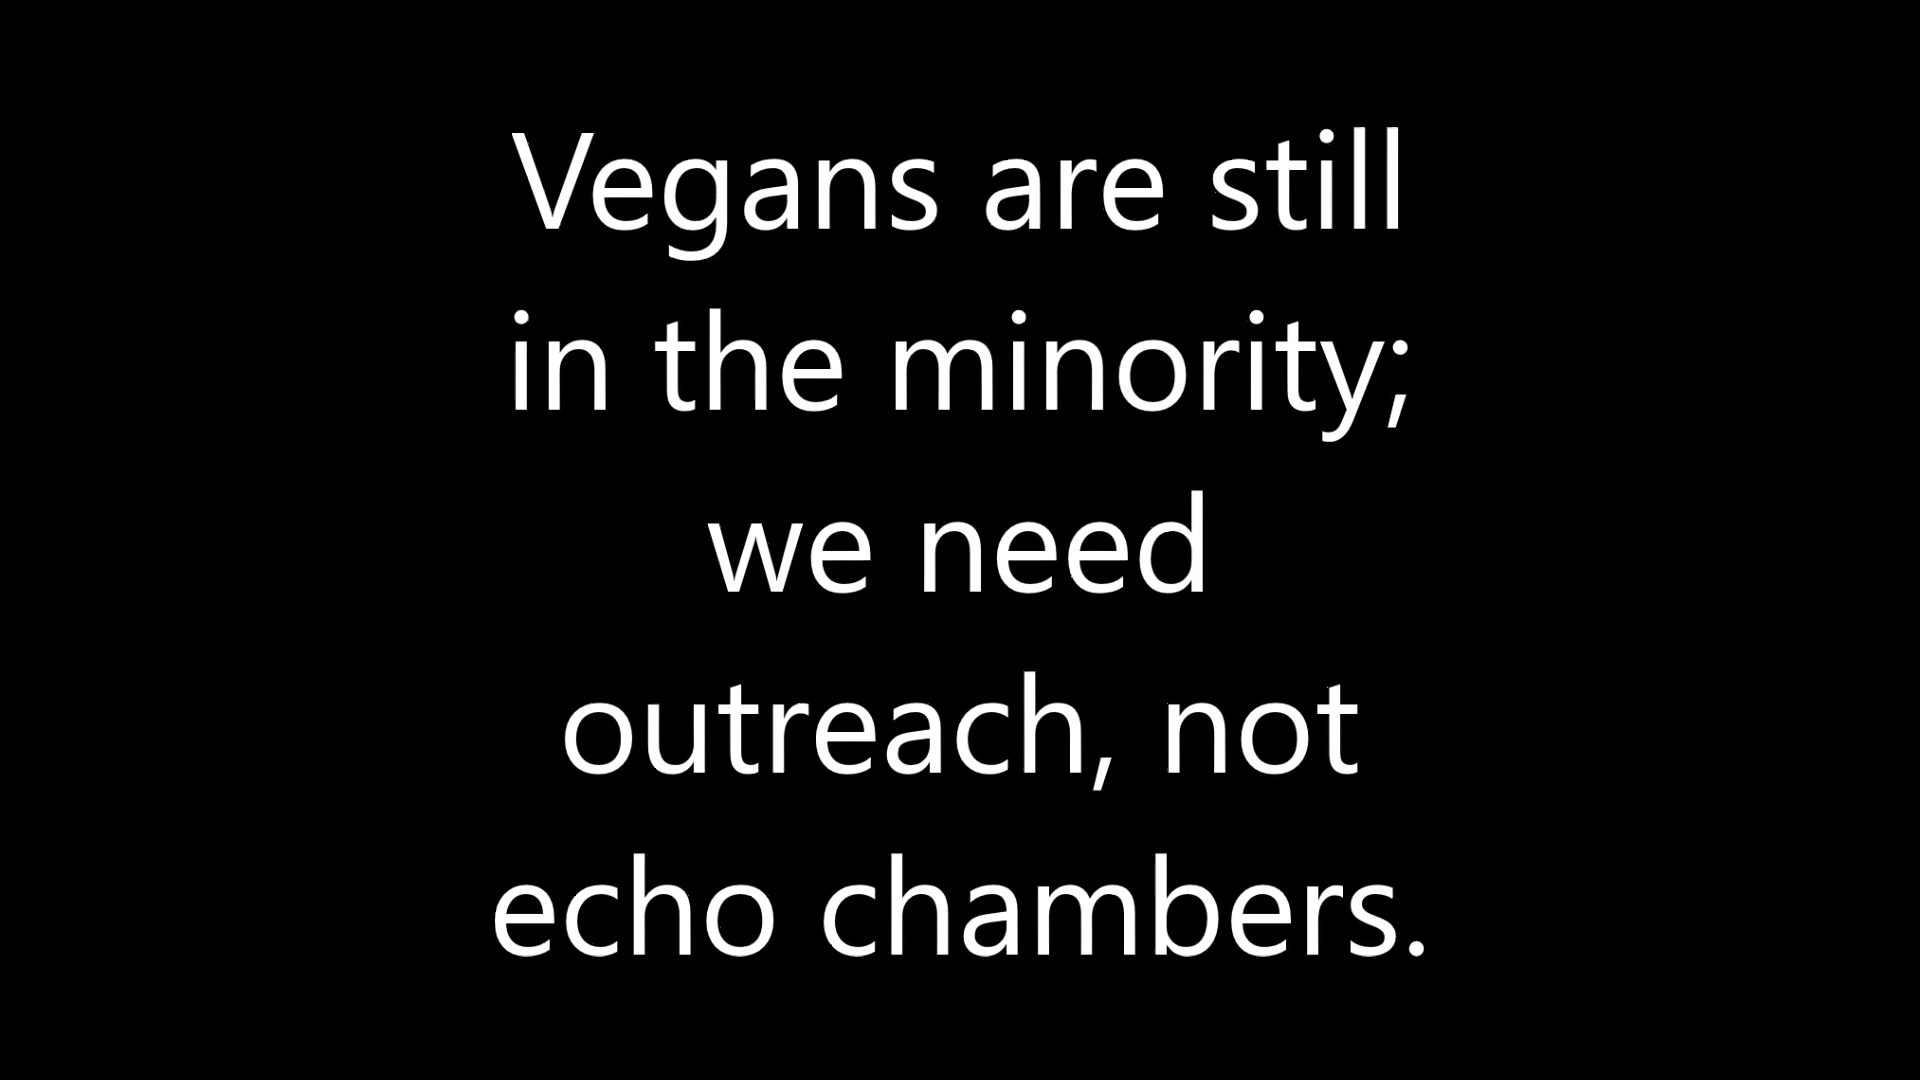 Vegans are still
in the minority;
we need
outreach, not
echo chambers.